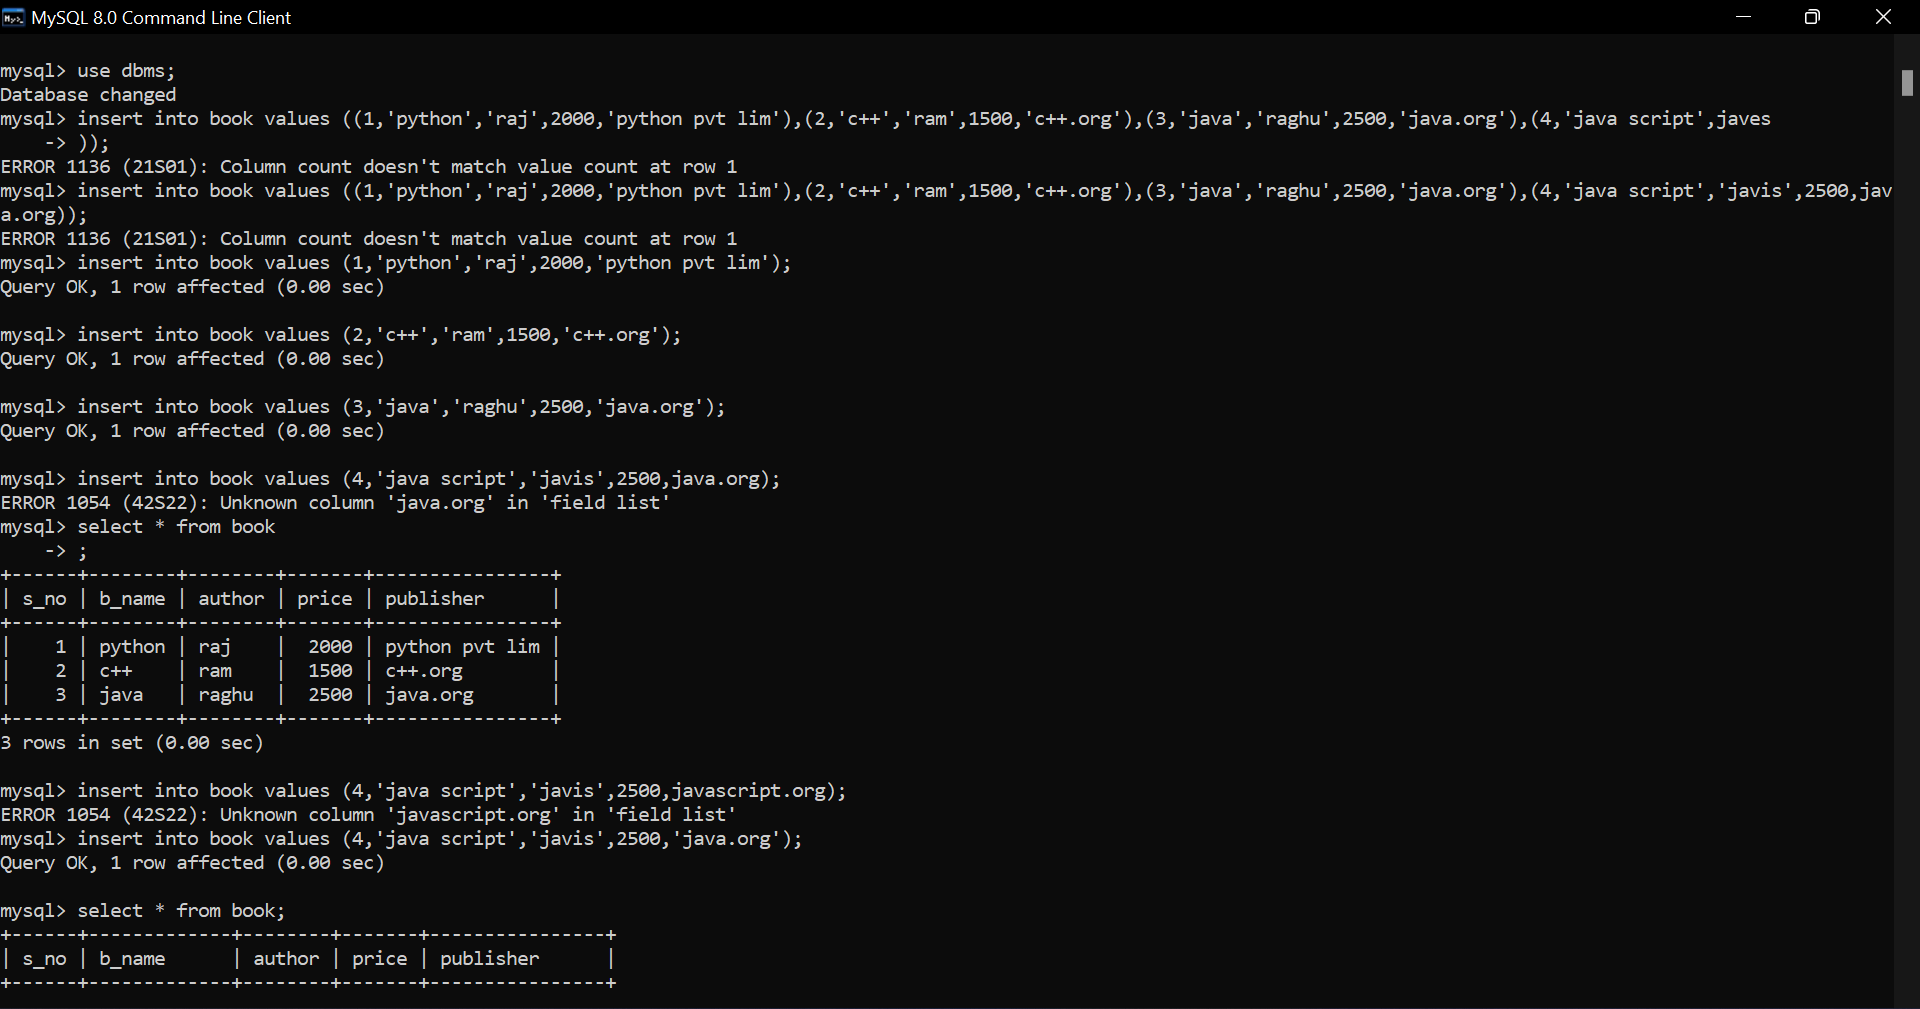 MySQL 8.0 Command Line Client
mysql> use dbms;
Database changed
mysql> insert into book values ((1,'python','raj',2000,'python pvt lim'),(2,'c++','ram',1500,'c++.org'),(3,'java','raghu',2500,'java.org'),(4,'java script',javes
    -> ));
ERROR 1136 (21S01): Column count doesn't match value count at row 1
mysql> insert into book values ((1,'python','raj',2000,'python pvt lim'),(2,'c++','ram',1500,'c++.org'),(3,'java','raghu',2500,'java.org'),(4,'java script','javis',2500,jav
a.org));
ERROR 1136 (21S01): Column count doesn't match value count at row 1
mysql> insert into book values (1,'python','raj',2000,'python pvt lim');
Query OK, 1 row affected (0.00 sec)

mysql> insert into book values (2,'c++','ram',1500,'c++.org');
Query OK, 1 row affected (0.00 sec)

mysql> insert into book values (3,'java','raghu',2500,'java.org');
Query OK, 1 row affected (0.00 sec)

mysql> insert into book values (4,'java script','javis',2500,java.org);
ERROR 1054 (42S22): Unknown column 'java.org' in 'field list'
mysql> select * from book
    -> ;
+------+--------+--------+-------+----------------+
| s_no | b_name | author | price | publisher      |
+------+--------+--------+-------+----------------+
|    1 | python | raj    |  2000 | python pvt lim |
|    2 | c++    | ram    |  1500 | c++.org        |
|    3 | java   | raghu  |  2500 | java.org       |
+------+--------+--------+-------+----------------+
3 rows in set (0.00 sec)

mysql> insert into book values (4,'java script','javis',2500,javascript.org);
ERROR 1054 (42S22): Unknown column 'javascript.org' in 'field list'
mysql> insert into book values (4,'java script','javis',2500,'java.org');
Query OK, 1 row affected (0.00 sec)

mysql> select * from book;
+------+-------------+--------+-------+----------------+
| s_no | b_name      | author | price | publisher      |
+------+-------------+--------+-------+----------------+